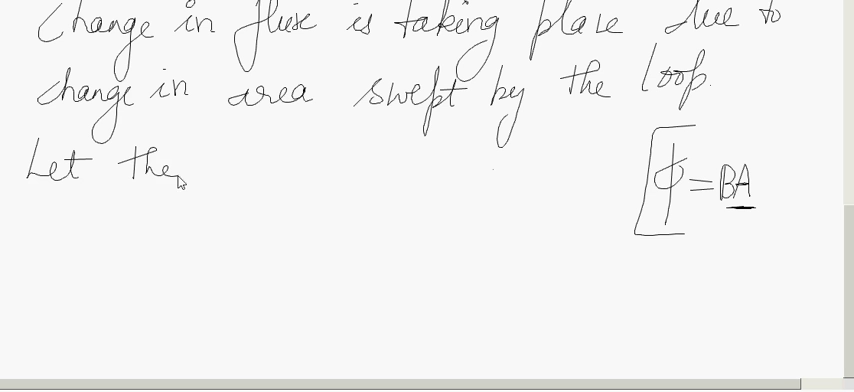 change in flux is taking place due to
change in area swept by the loop.
Let the
ϕ = BA